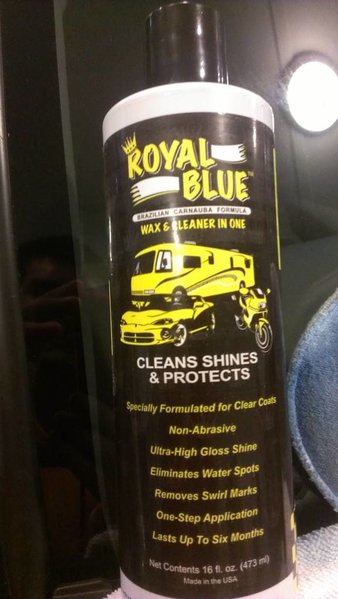 ROYAL
BLUE™
BRAZILIAN CARNAUBA FORMULA
WAX & CLEANER IN ONE
CLEANS SHINES
& PROTECTS
Specially Formulated for Clear Coats
Non-Abrasive
Ultra-High Gloss Shine
Eliminates Water Spots
Removes Swirl Marks
One-Step Application
Lasts Up To Six Months
Net Contents 16 fl. oz. (473 ml)
Made in the USA